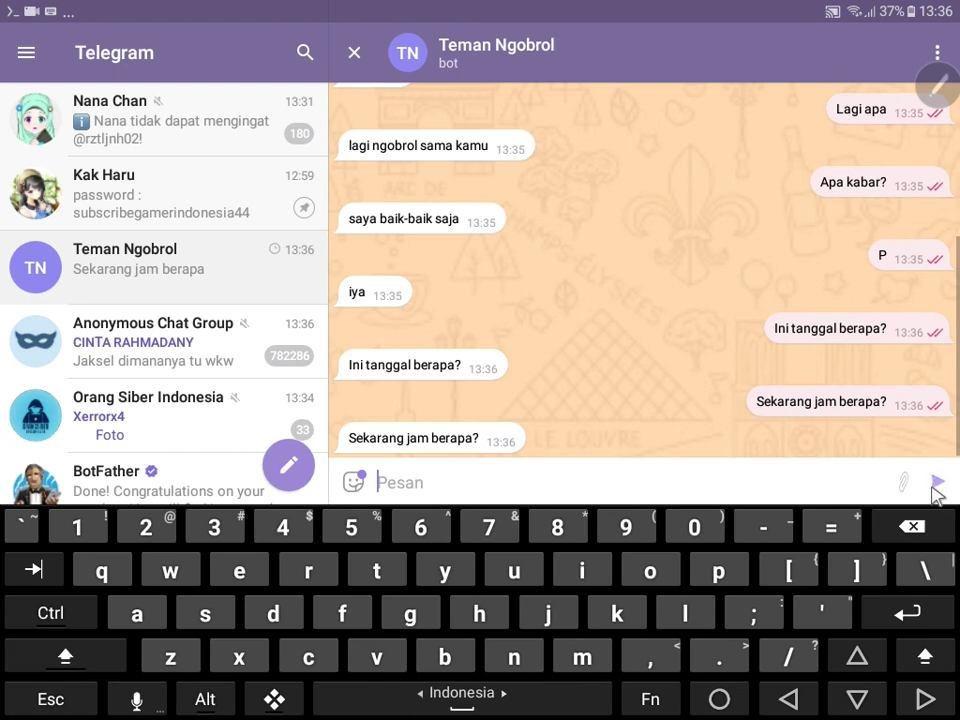 37% 13:36
Telegram
Nana Chan 13:31
Nana tidak dapat mengingat
@rztljnh02!
180
Kak Haru 12:59
password :
subscribegamerindonesia44
TN
Teman Ngobrol 13:36
Sekarang jam berapa
Anonymous Chat Group 13:36
CINTA RAHMADANY
Jaksel dimananya tu wkw
782286
Orang Siber Indonesia 13:34
Xerrorx4
Foto
33
BotFather
Done! Congratulations on your
TN
Teman Ngobrol
bot
Lagi apa 13:35
lagi ngobrol sama kamu 13:35
Apa kabar? 13:35
saya baik-baik saja 13:35
P 13:35
iya 13:35
Ini tanggal berapa? 13:36
Ini tanggal berapa? 13:36
Sekarang jam berapa? 13:36
Sekarang jam berapa? 13:36
LE LOUVRE
Pesan
` ~ 1 ! 2 @ 3 # 4 $ 5 % 6 ^ 7 & 8 * 9 ( 0 ) - _ = +
q w e r t y u i o p [ { ] } \ |
Ctrl a s d f g h j k l ; : ' "
z x c v b n m , < . > / ?
Esc ... Alt Indonesia Fn